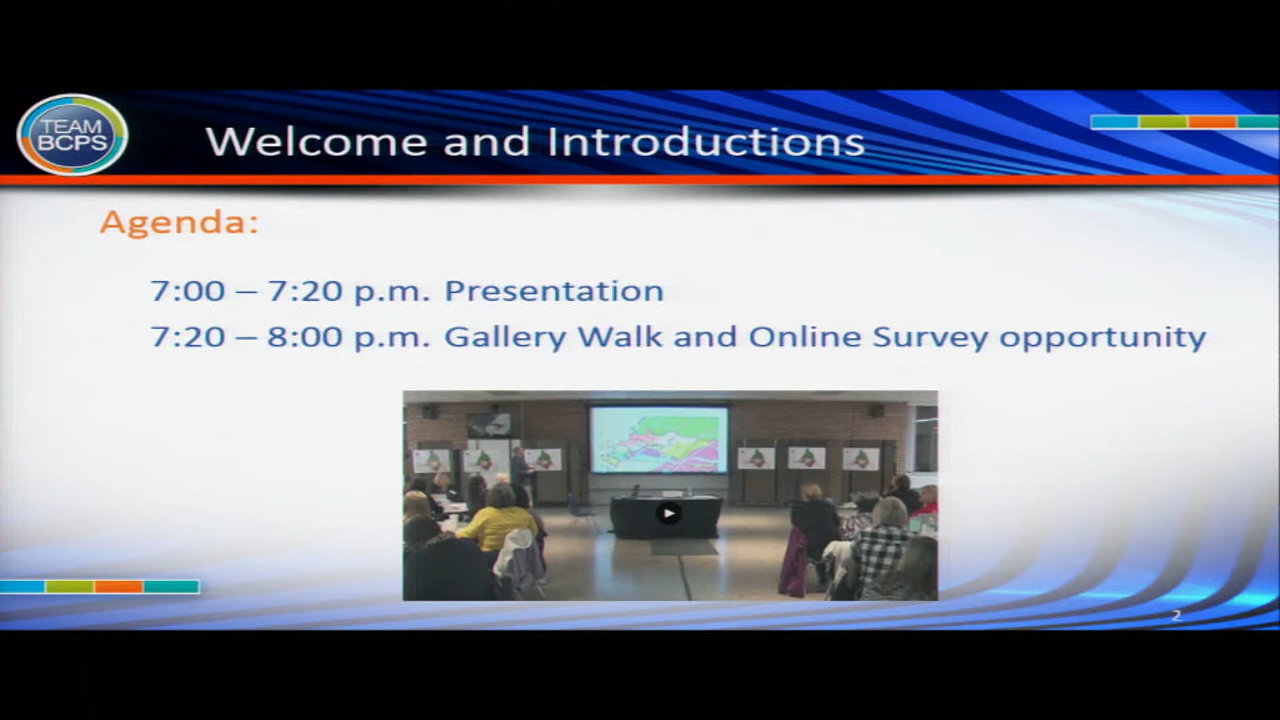 TEAM
BCPS
Welcome and Introductions
Agenda:
7:00 – 7:20 p.m. Presentation
7:20 – 8:00 p.m. Gallery Walk and Online Survey opportunity
2